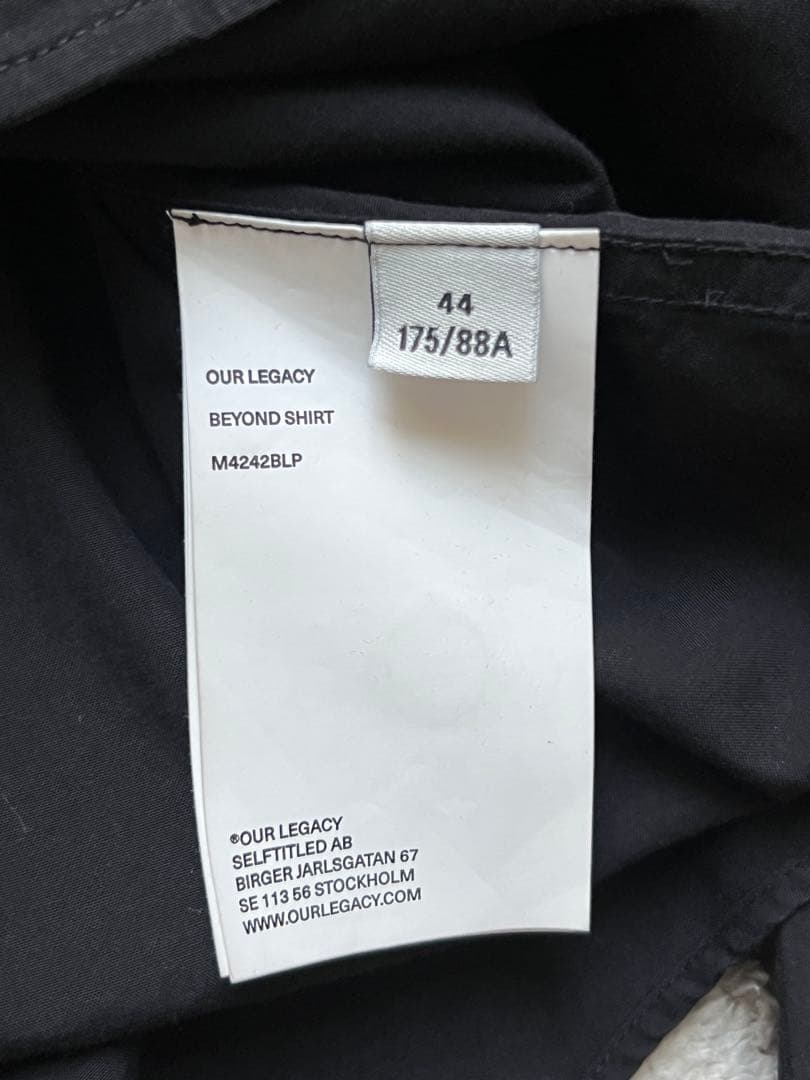 44
175/88A
OUR LEGACY
BEYOND SHIRT
M4242BLP
®OUR LEGACY
SELFTITLED AB
BIRGER JARLSGATAN 67
SE 113 56 STOCKHOLM
WWW.OURLEGACY.COM